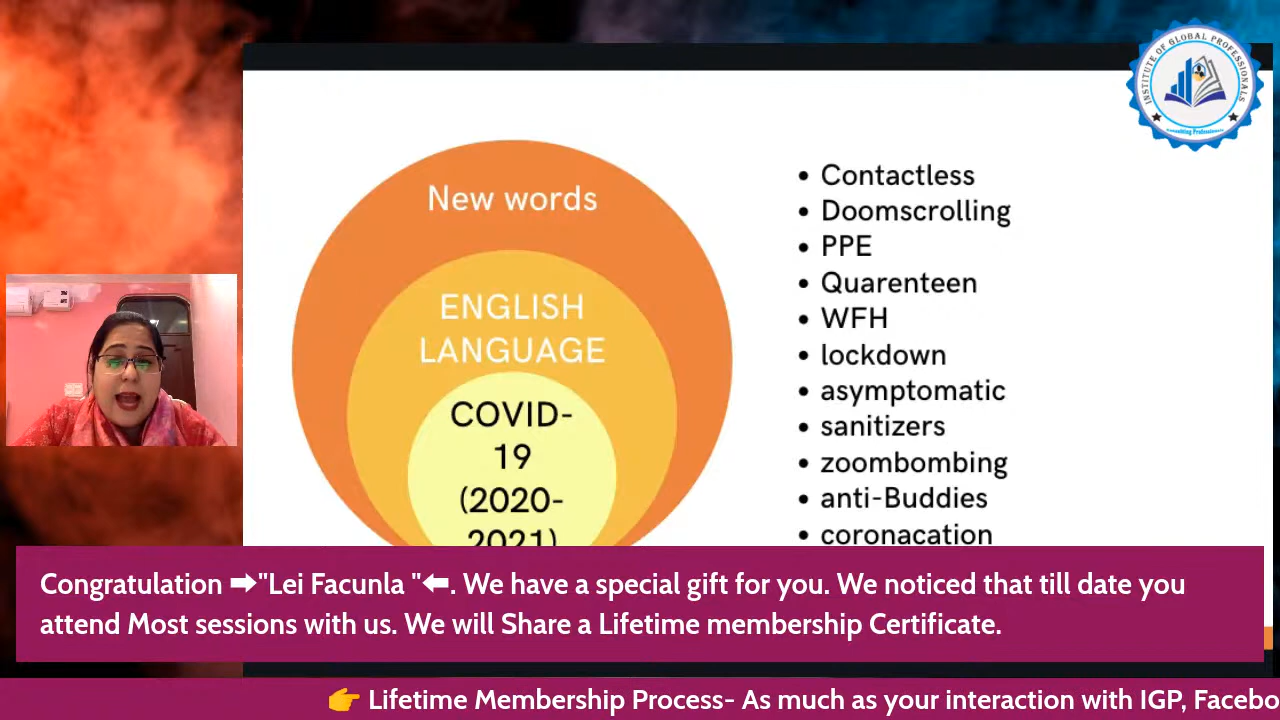 INSTITUTE OF GLOBAL PROFESSIONALS
New words
ENGLISH
LANGUAGE
COVID-
19
(2020-
2021)
• Contactless
• Doomscrolling
• PPE
• Quarenteen
• WFH
• lockdown
• asymptomatic
• sanitizers
• zoombombing
• anti-Buddies
• coronacation
Congratulation ➡"Lei Facunla "⬅. We have a special gift for you. We noticed that till date you
attend Most sessions with us. We will Share a Lifetime membership Certificate.
👉 Lifetime Membership Process- As much as your interaction with IGP, Facebo